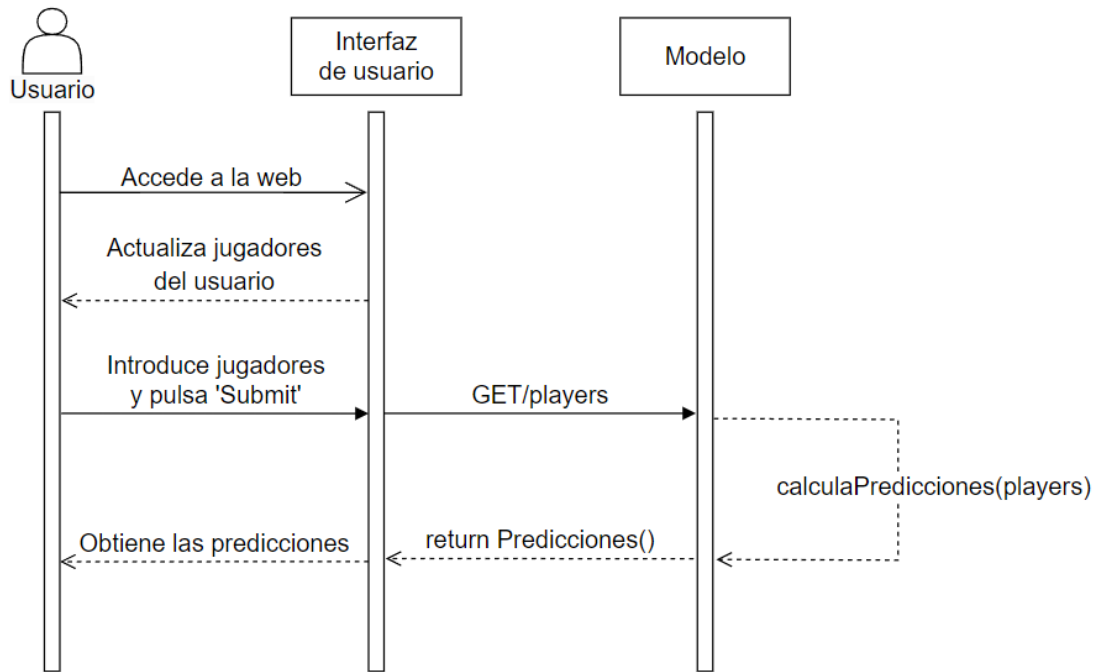 Usuario
Interfaz
de usuario
Modelo
Accede a la web
Actualiza jugadores
del usuario
Introduce jugadores
y pulsa 'Submit'
GET/players
calculaPredicciones(players)
return Predicciones()
Obtiene las predicciones